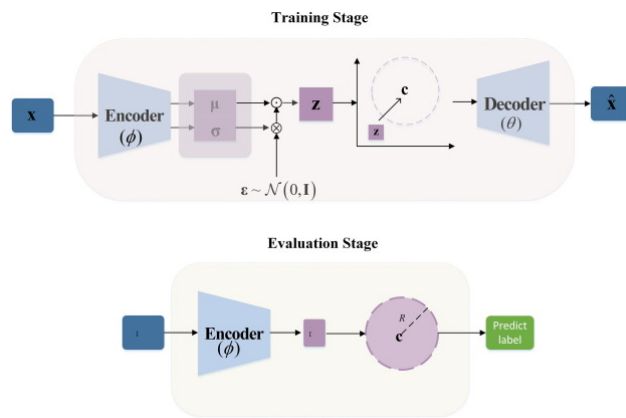 Training Stage
x
Encoder
(ϕ)
μ
σ
z
c
z
Decoder
(θ)
x̂
ε ~ 𝒩(0, I)
Evaluation Stage
Encoder
(ϕ)
R
c
Predict
label